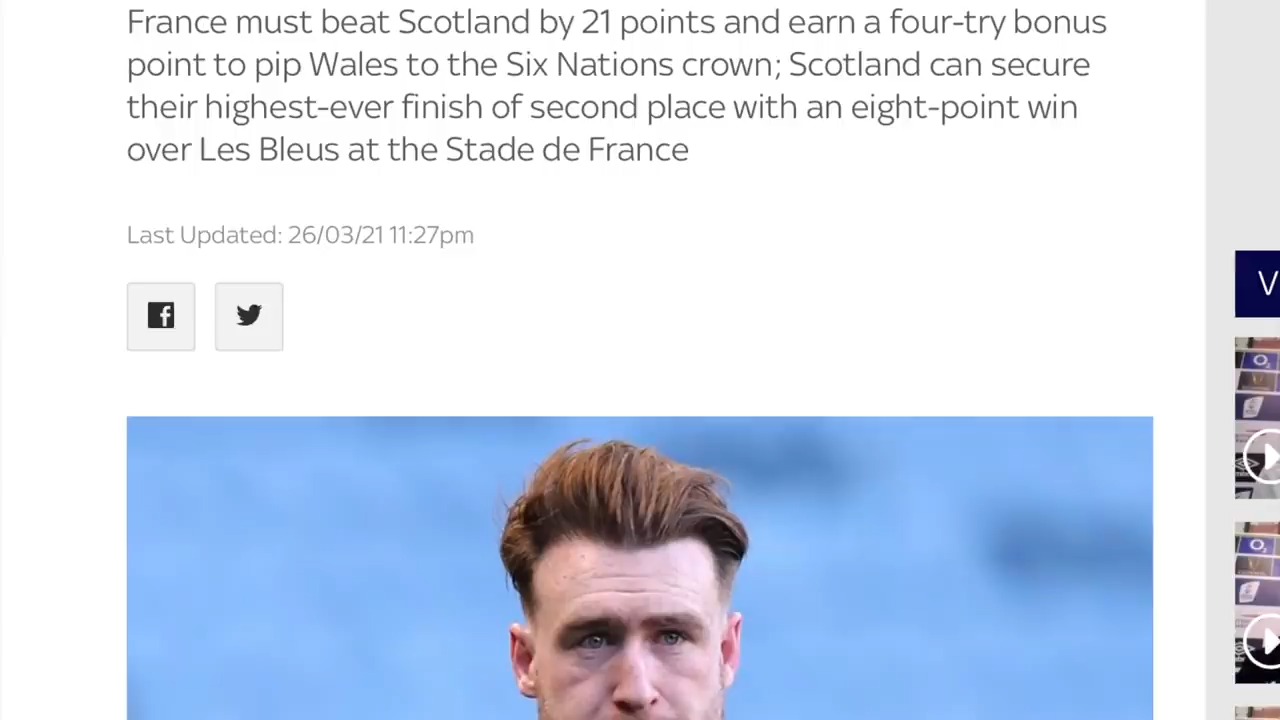 France must beat Scotland by 21 points and earn a four-try bonus
point to pip Wales to the Six Nations crown; Scotland can secure
their highest-ever finish of second place with an eight-point win
over Les Bleus at the Stade de France
Last Updated: 26/03/21 11:27pm
V
O2
O2